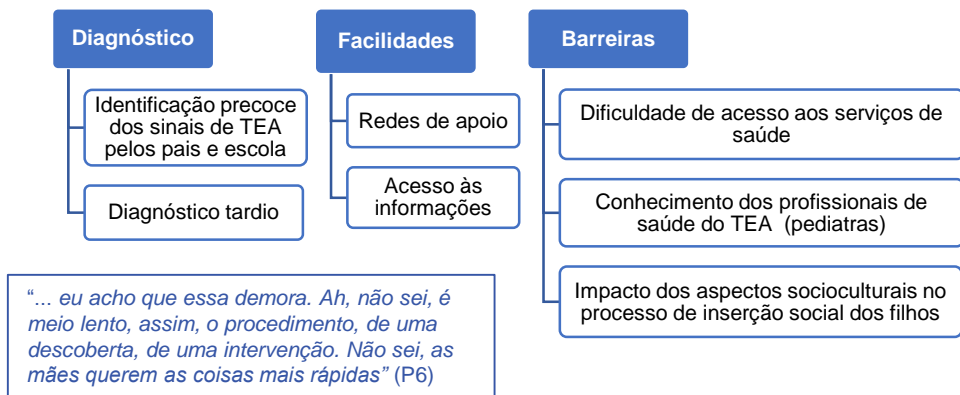 Diagnóstico
Identificação precoce
dos sinais de TEA
pelos pais e escola
Diagnóstico tardio
Facilidades
Redes de apoio
Acesso às
informações
Barreiras
Dificuldade de acesso aos serviços de
saúde
Conhecimento dos profissionais de
saúde do TEA (pediatras)
Impacto dos aspectos socioculturais no
processo de inserção social dos filhos
“... eu acho que essa demora. Ah, não sei, é
meio lento, assim, o procedimento, de uma
descoberta, de uma intervenção. Não sei, as
mães querem as coisas mais rápidas” (P6)